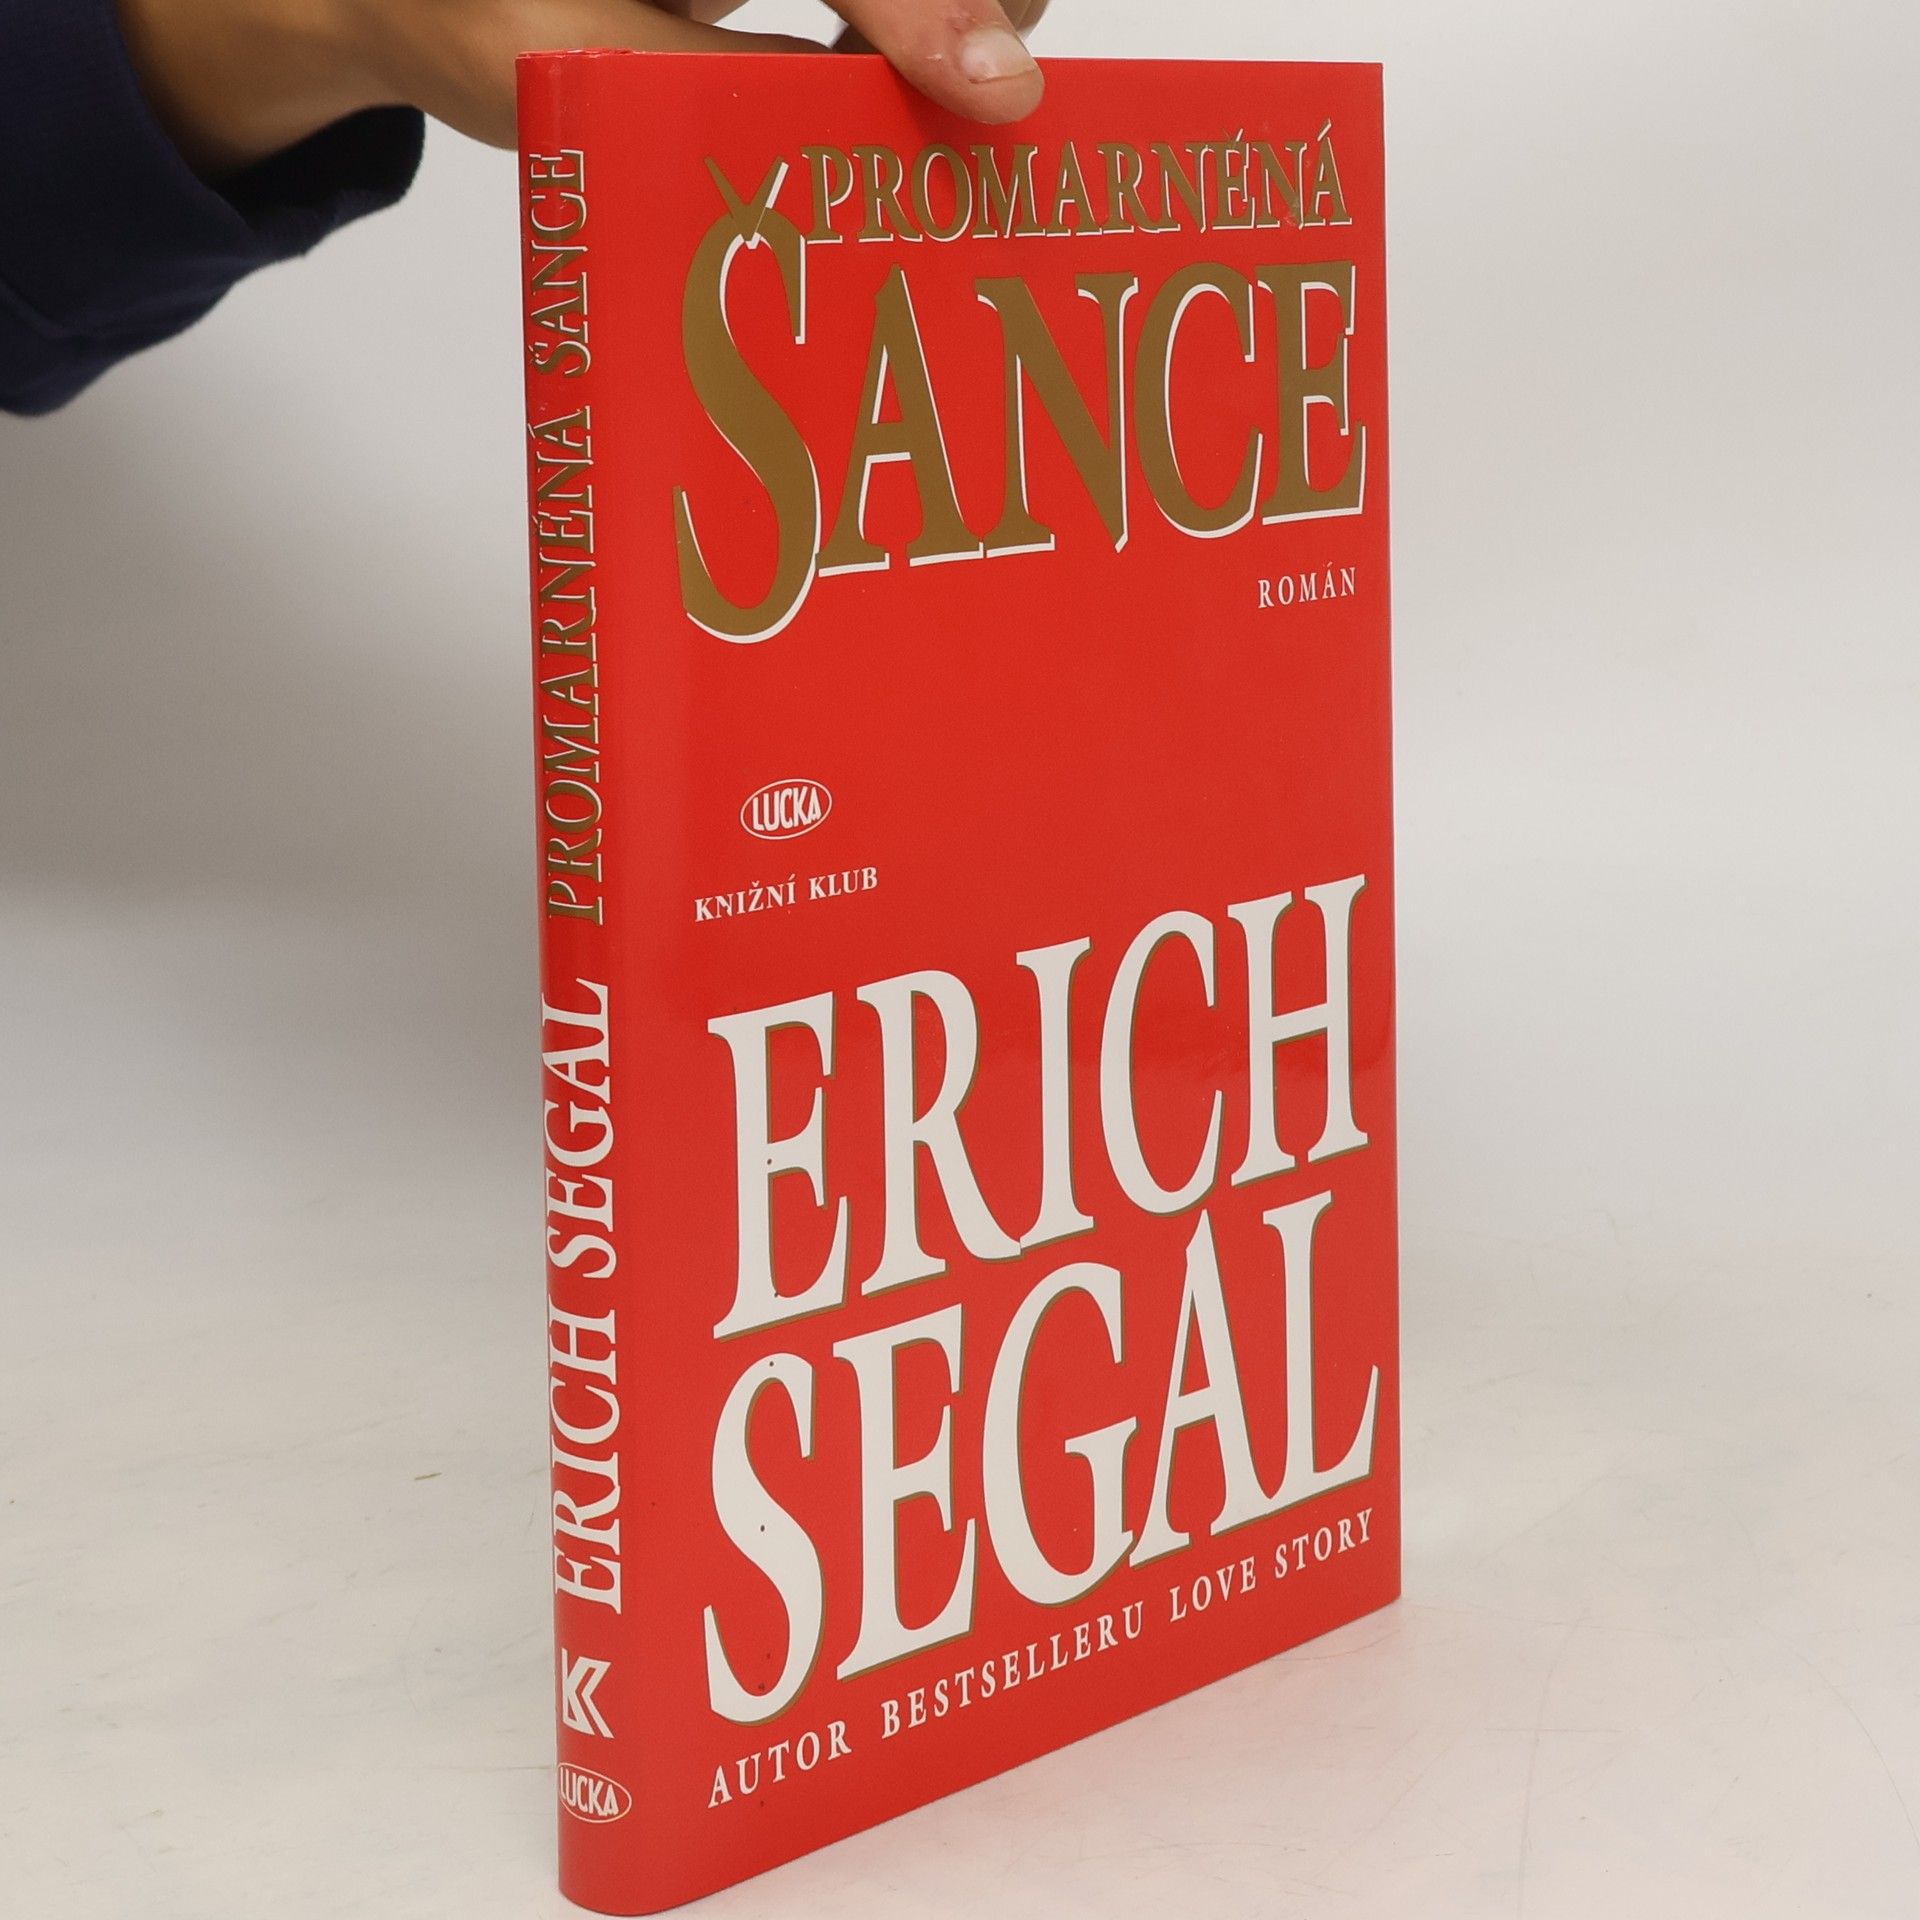 PROMARNĚNÁ
ŠANCE
ROMÁN
LUCKA
KNIŽNÍ KLUB
ERICH
SEGAL
AUTOR BESTSELLERU LOVE STORY
ERICH SEGAL PROMARNĚNÁ ŠANCE
LUCKA